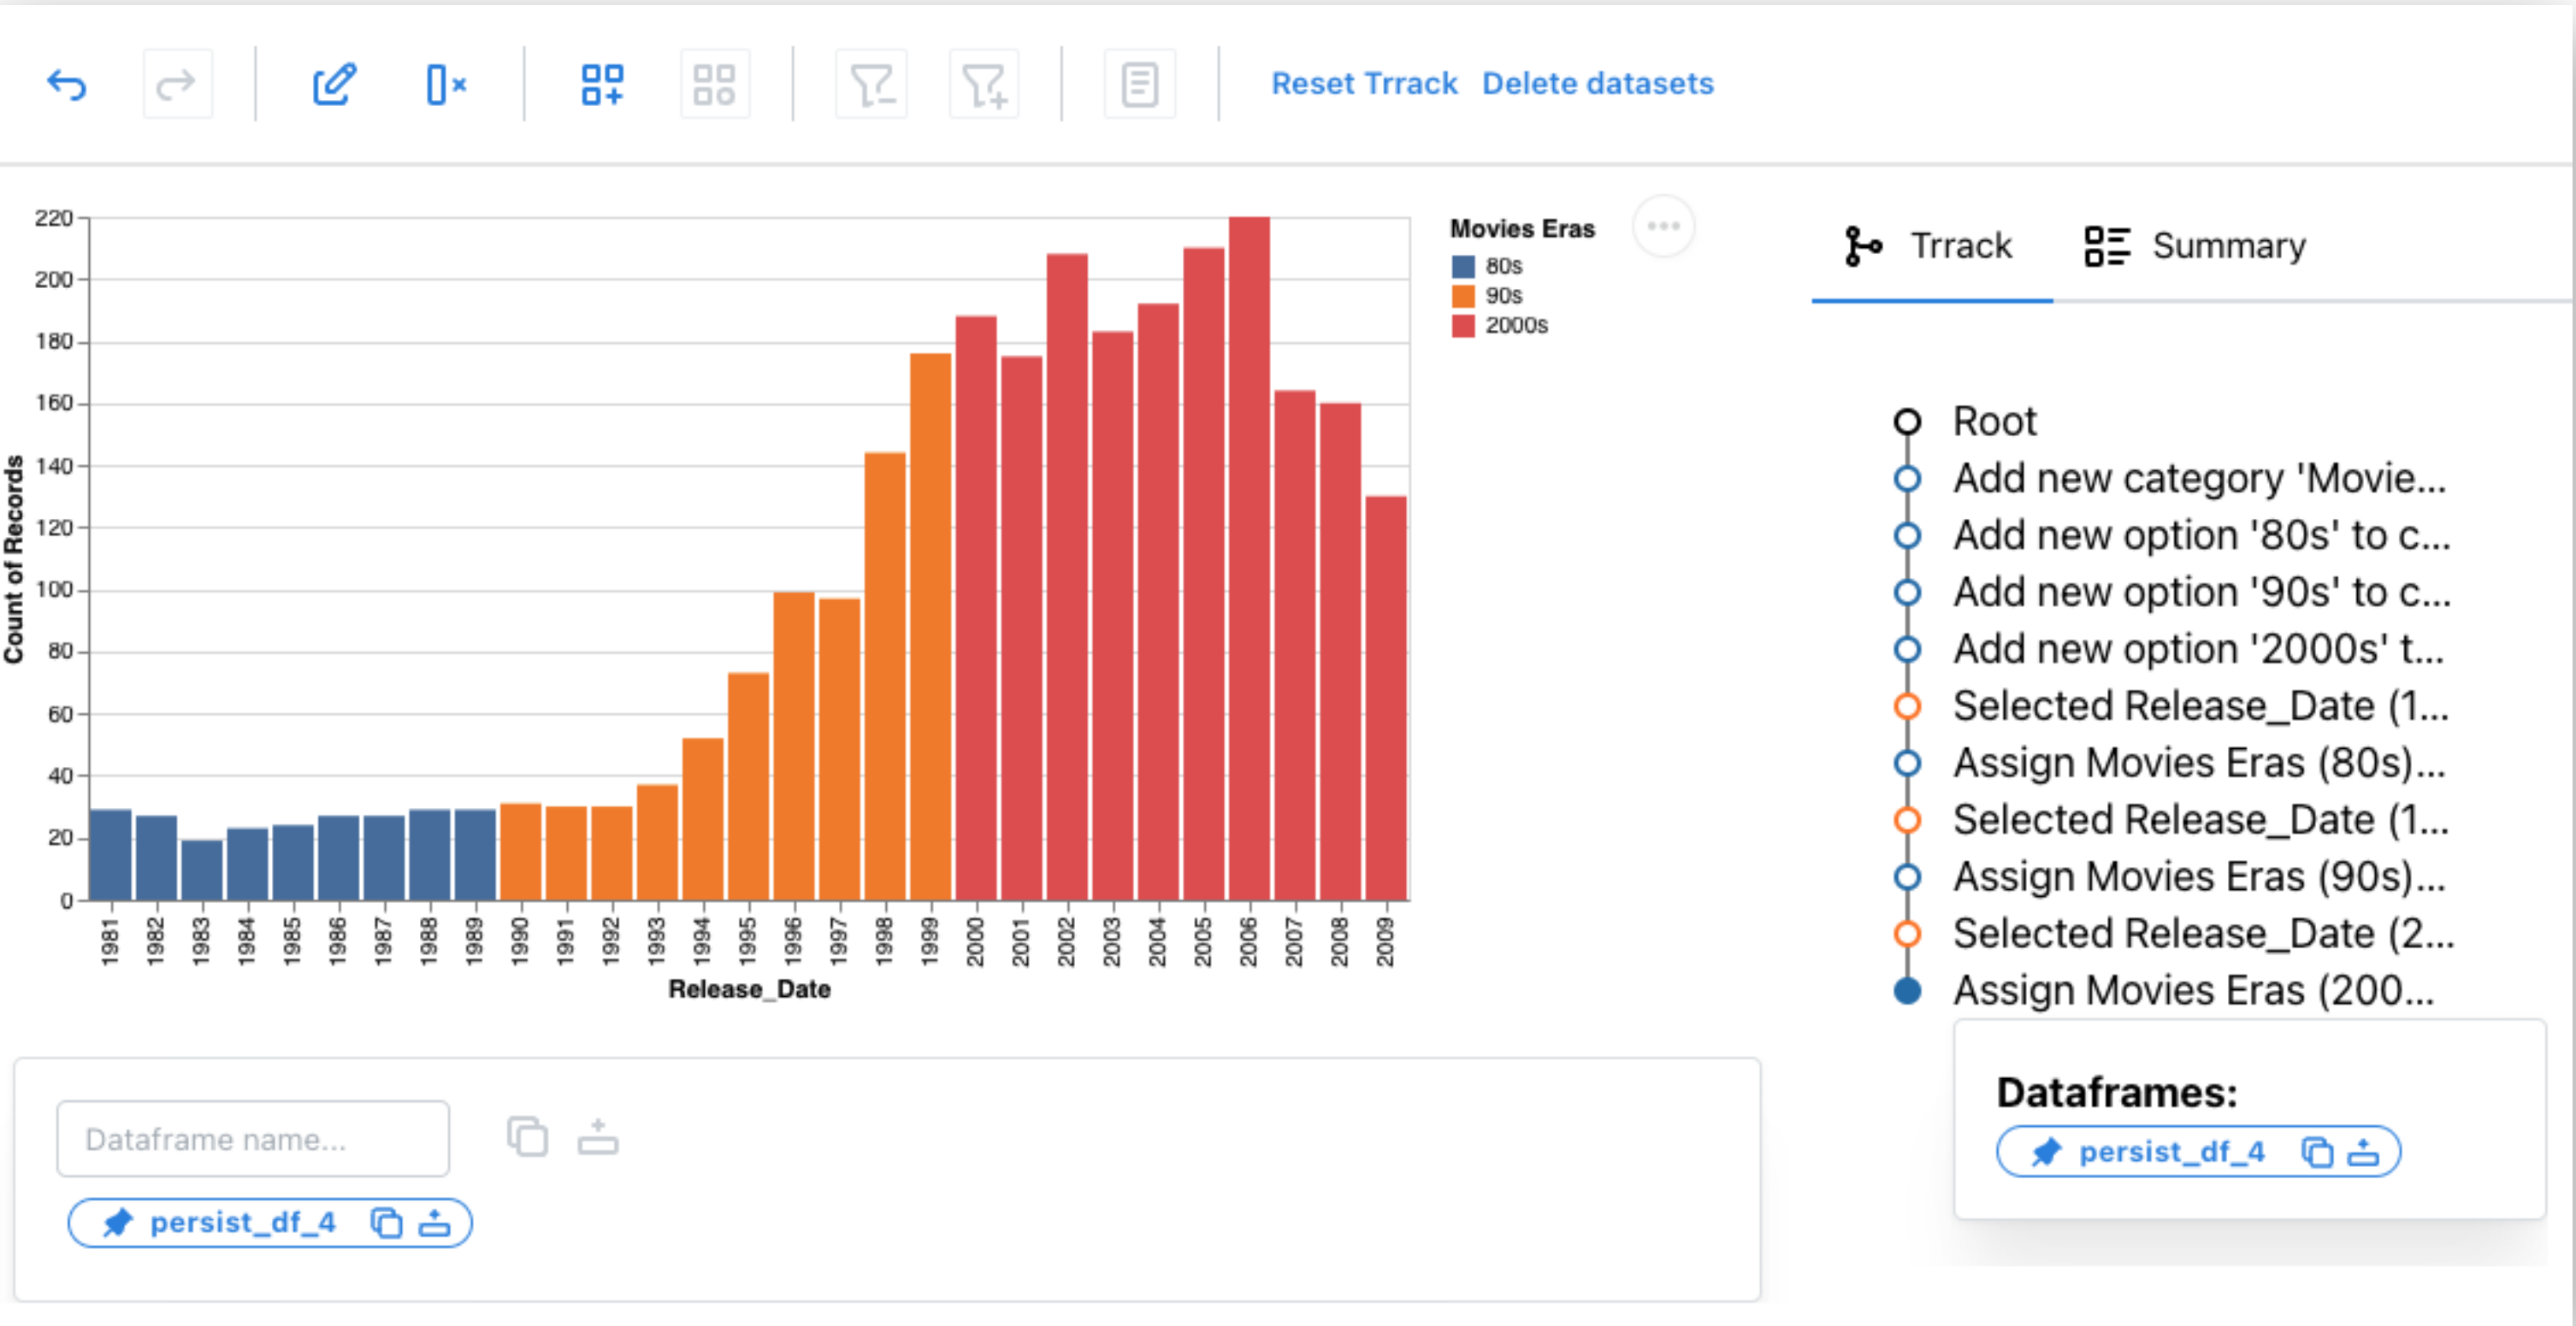 Reset Trrack Delete datasets
220
200
180
160
140
120
100
80
60
40
20
0
Count of Records
1981 1982 1983 1984 1985 1986 1987 1988 1989 1990 1991 1992 1993 1994 1995 1996 1997 1998 1999 2000 2001 2002 2003 2004 2005 2006 2007 2008 2009
Release_Date
Movies Eras
80s
90s
2000s
Trrack Summary
Root
Add new category 'Movie...
Add new option '80s' to c...
Add new option '90s' to c...
Add new option '2000s' t...
Selected Release_Date (1...
Assign Movies Eras (80s)...
Selected Release_Date (1...
Assign Movies Eras (90s)...
Selected Release_Date (2...
Assign Movies Eras (200...
Dataframes:
persist_df_4
Dataframe name...
persist_df_4